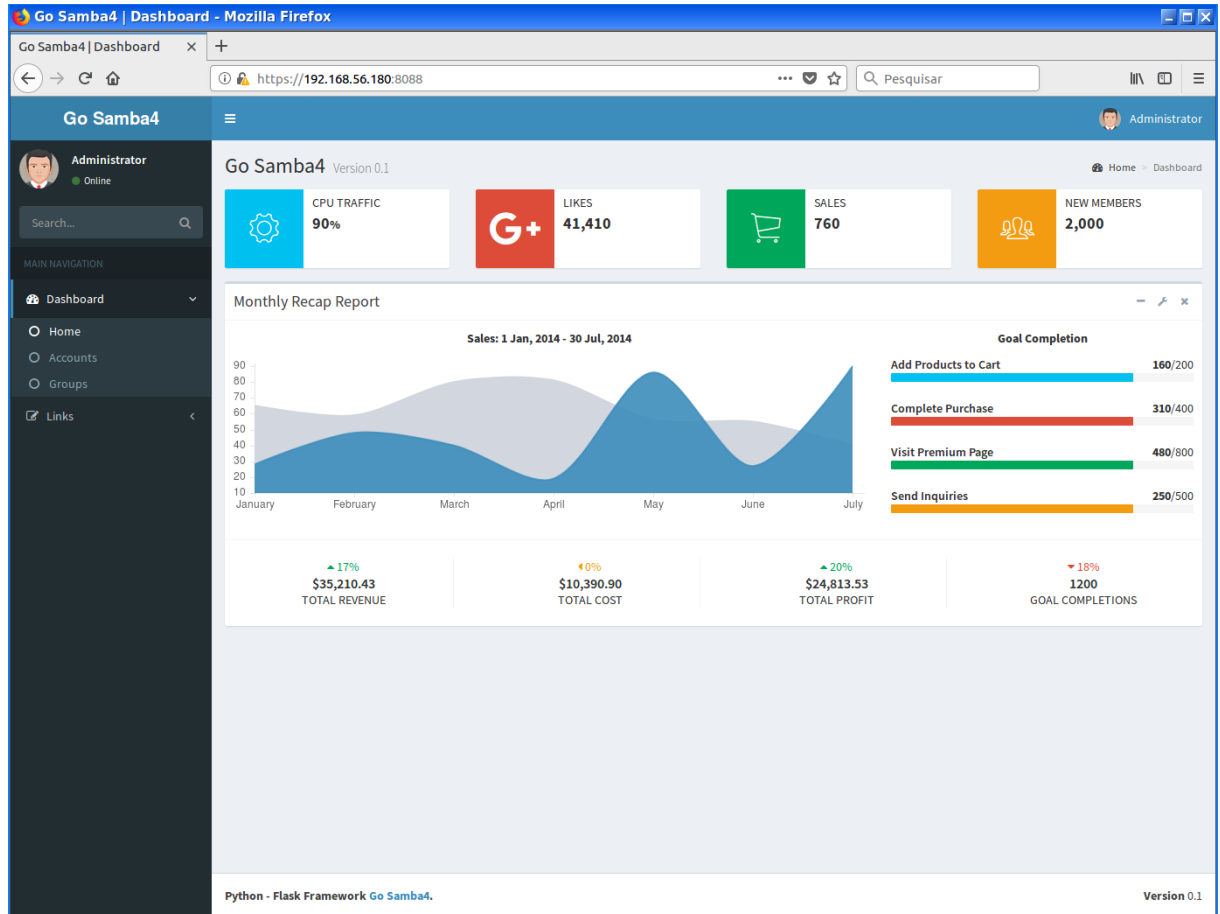 Go Samba4 | Dashboard - Mozilla Firefox
Go Samba4 | Dashboard
https://192.168.56.180:8088
Pesquisar
Go Samba4
Administrator
Administrator
Online
Search...
MAIN NAVIGATION
Dashboard
Home
Accounts
Groups
Links
Go Samba4 Version 0.1
Home > Dashboard
CPU TRAFFIC
90%
LIKES
41,410
SALES
760
NEW MEMBERS
2,000
Monthly Recap Report
Sales: 1 Jan, 2014 - 30 Jul, 2014
90
80
70
60
50
40
30
20
10
January February March April May June July
Goal Completion
Add Products to Cart 160/200
Complete Purchase 310/400
Visit Premium Page 480/800
Send Inquiries 250/500
17%
$35,210.43
TOTAL REVENUE
0%
$10,390.90
TOTAL COST
20%
$24,813.53
TOTAL PROFIT
18%
1200
GOAL COMPLETIONS
Python - Flask Framework Go Samba4.
Version 0.1